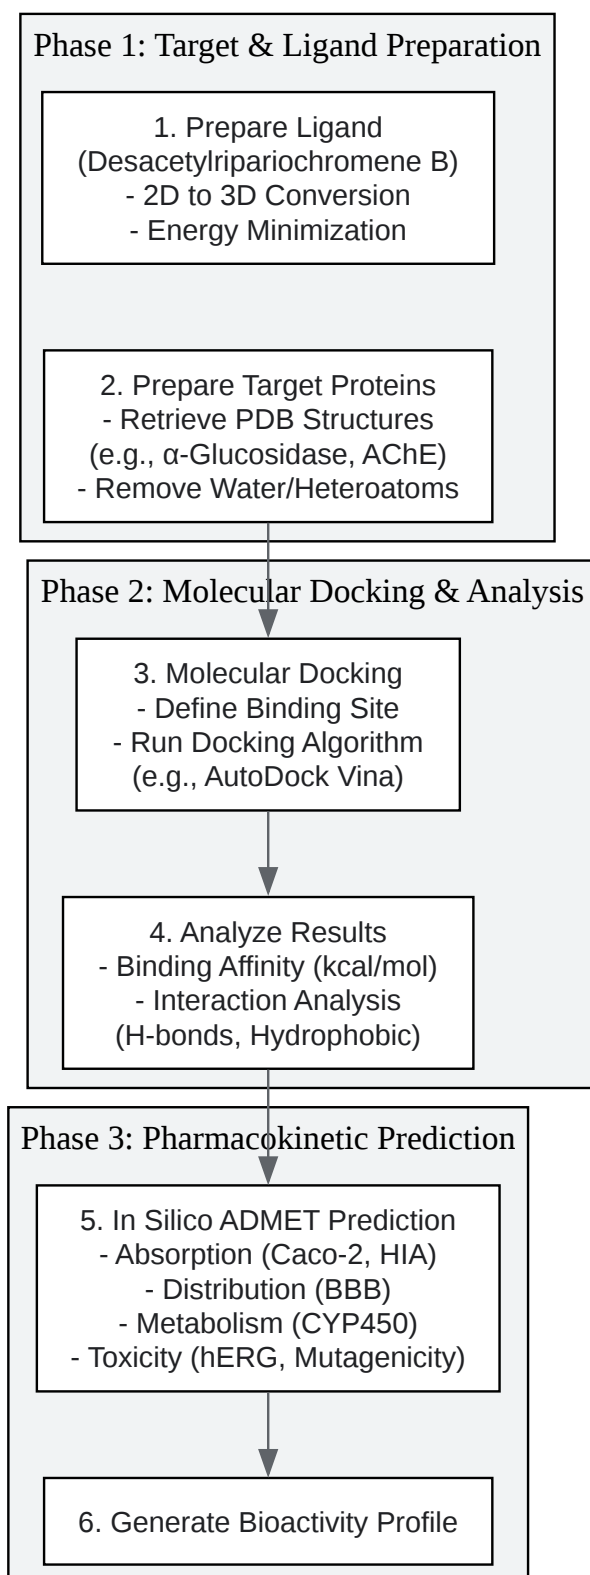 Phase 1: Target & Ligand Preparation
1. Prepare Ligand
(Desacetylripariochromene B)
- 2D to 3D Conversion
- Energy Minimization
2. Prepare Target Proteins
- Retrieve PDB Structures
(e.g., α-Glucosidase, AChE)
- Remove Water/Heteroatoms
Phase 2: Molecular Docking & Analysis
3. Molecular Docking
- Define Binding Site
- Run Docking Algorithm
(e.g., AutoDock Vina)
4. Analyze Results
- Binding Affinity (kcal/mol)
- Interaction Analysis
(H-bonds, Hydrophobic)
Phase 3: Pharmacokinetic Prediction
5. In Silico ADMET Prediction
- Absorption (Caco-2, HIA)
- Distribution (BBB)
- Metabolism (CYP450)
- Toxicity (hERG, Mutagenicity)
6. Generate Bioactivity Profile